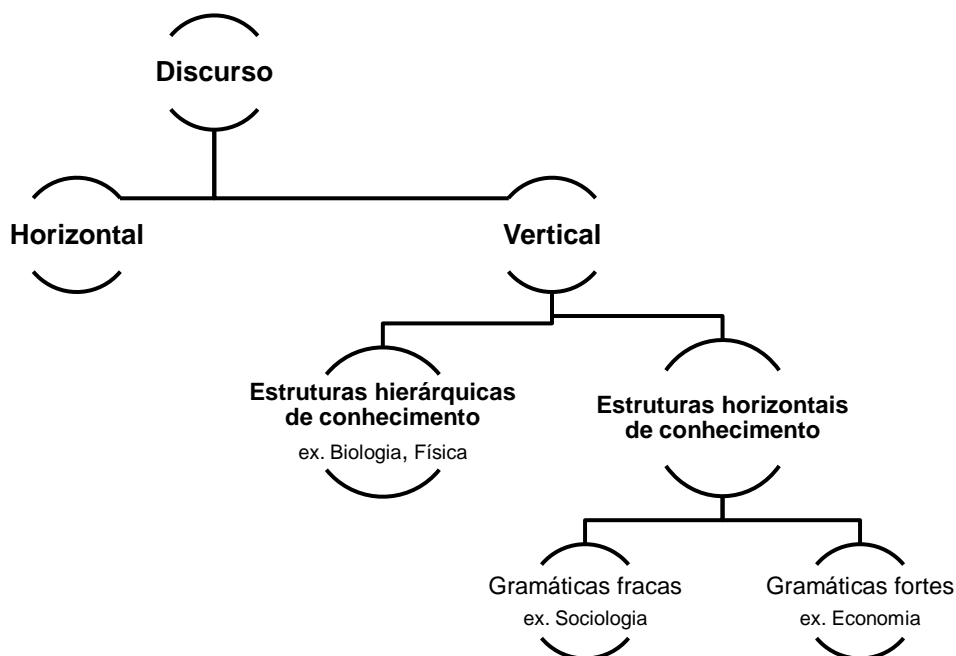 Discurso
Horizontal
Vertical
Estruturas hierárquicas
de conhecimento
ex. Biologia, Física
Estruturas horizontais
de conhecimento
Gramáticas fracas
ex. Sociologia
Gramáticas fortes
ex. Economia